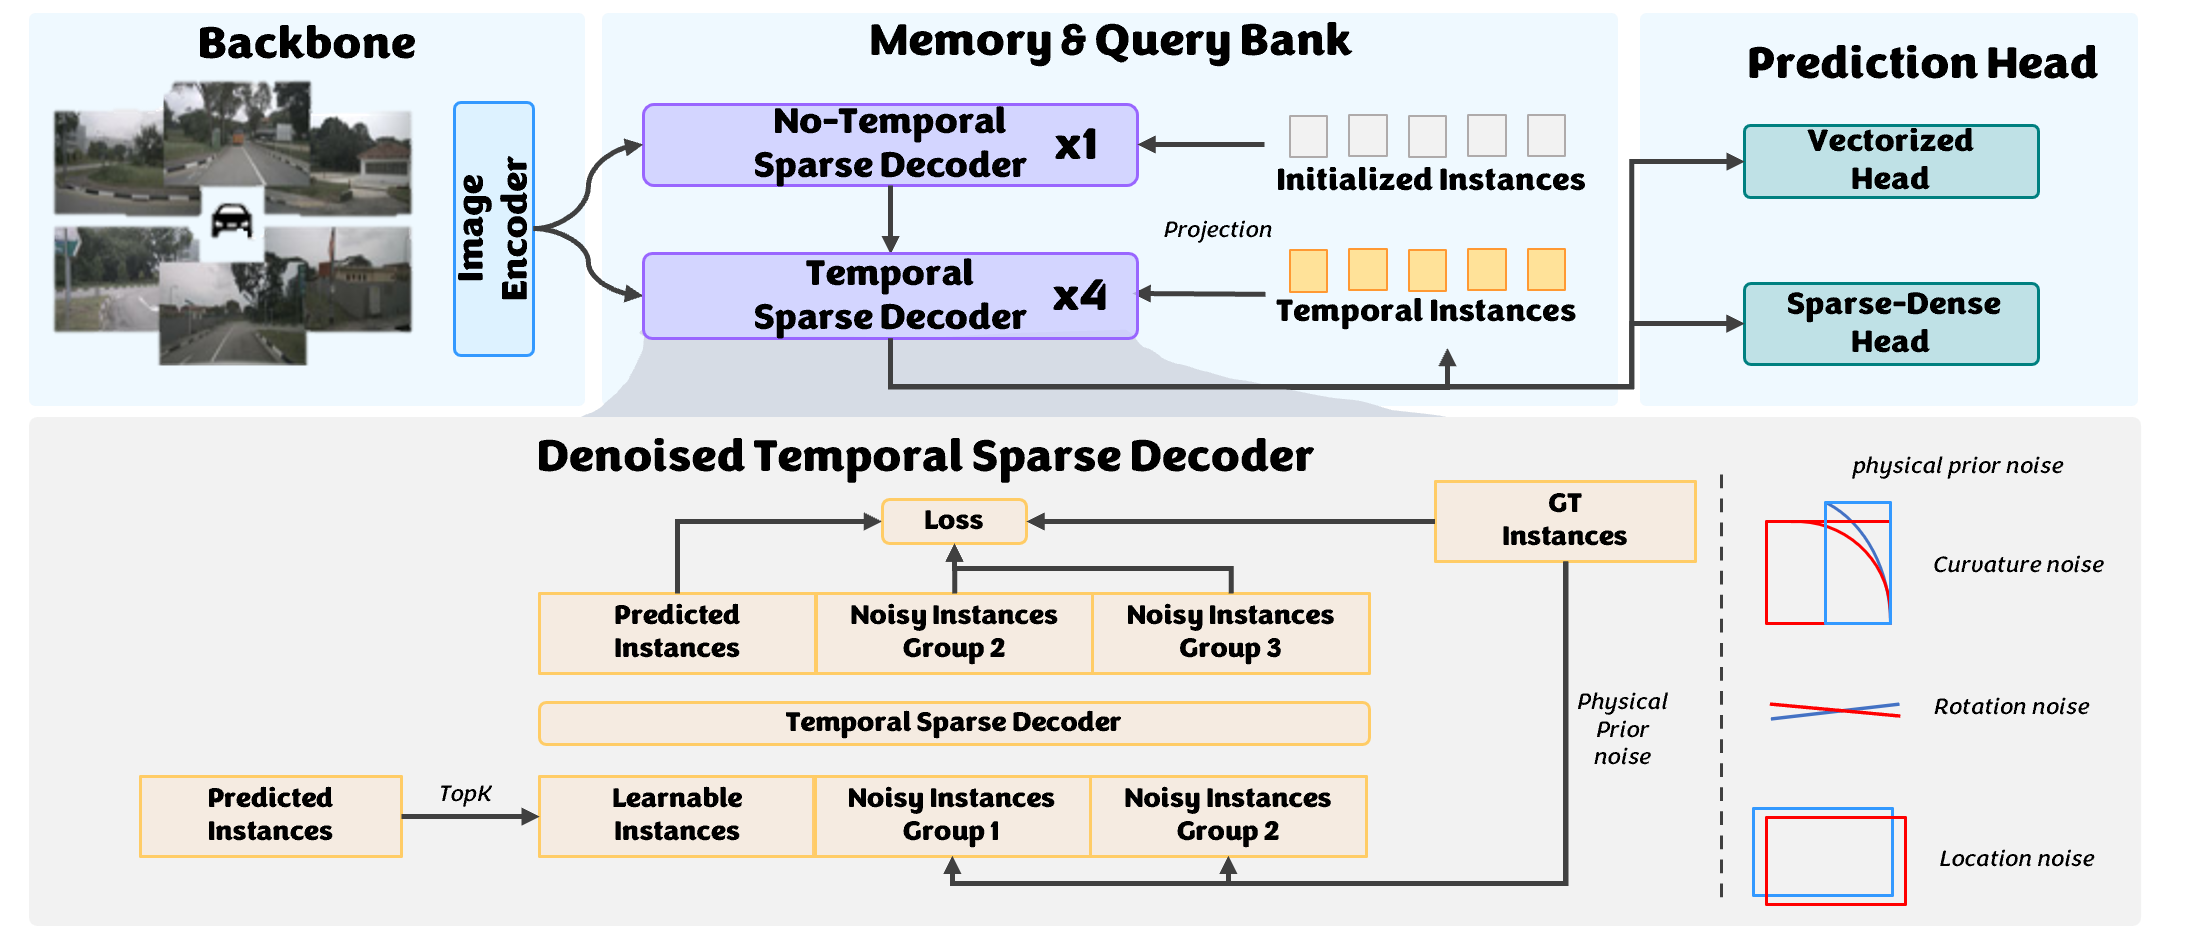 Backbone
Image
Encoder
Memory & Query Bank
No-Temporal
Sparse Decoder
x1
Initialized Instances
Projection
Temporal
Sparse Decoder
x4
Temporal Instances
Prediction Head
Vectorized
Head
Sparse-Dense
Head
Denoised Temporal Sparse Decoder
Loss
GT
Instances
Predicted
Instances
Noisy Instances
Group 2
Noisy Instances
Group 3
Temporal Sparse Decoder
Physical
Prior
noise
Predicted
Instances
TopK
Learnable
Instances
Noisy Instances
Group 1
Noisy Instances
Group 2
physical prior noise
Curvature noise
Rotation noise
Location noise